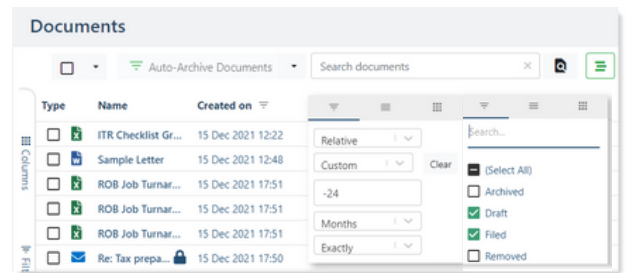 Documents
Auto-Archive Documents
Search documents
Type Name Created on
ITR Checklist Gr... 15 Dec 2021 12:22
Sample Letter 15 Dec 2021 12:48
ROB Job Turnar... 15 Dec 2021 17:51
ROB Job Turnar... 15 Dec 2021 17:51
ROB Job Turnar... 15 Dec 2021 17:51
Re: Tax prepa... 15 Dec 2021 17:50
Columns
Relative
Custom
Clear
-24
Months
Exactly
Search...
(Select All)
Archived
Draft
Filed
Removed